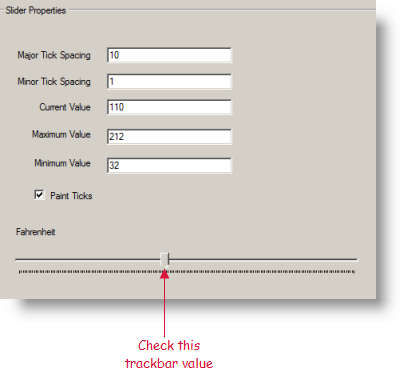 Slider Properties
Major Tick Spacing 10
Minor Tick Spacing 1
Current Value 110
Maximum Value 212
Minimum Value 32
Paint Ticks
Fahrenheit
Check this
trackbar value